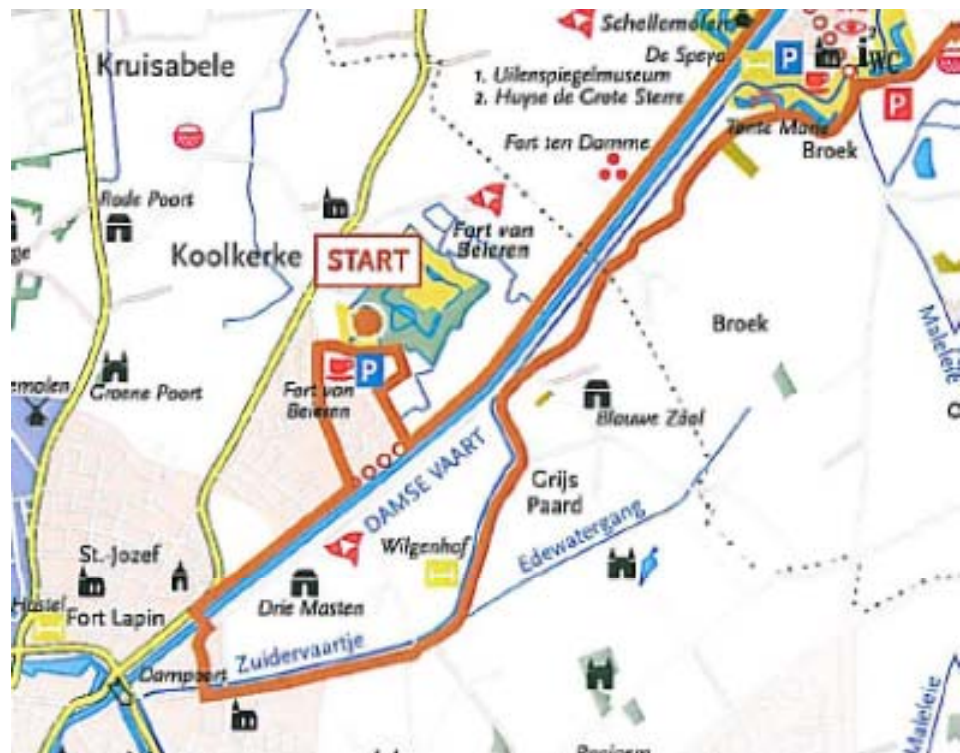 Kruisabele
Schellemolen
De Speye
1. Uilenspiegelmuseum
2. Huyse de Grote Sterre
P
i
2
WC
P
Tante Marie
Broek
Fort ten Damme
Rode Poort
Koolkerke
START
Fort van
Beieren
Broek
Maleleie
Groene Poort
Fort van
Beieren
P
Blauwe Zaal
DAMSE VAART
Grijs
Paard
Edewatergang
Wilgenhof
St.-Jozef
Drie Masten
Hostel
Fort Lapin
Zuidervaartje
Dampoort
Maleleie